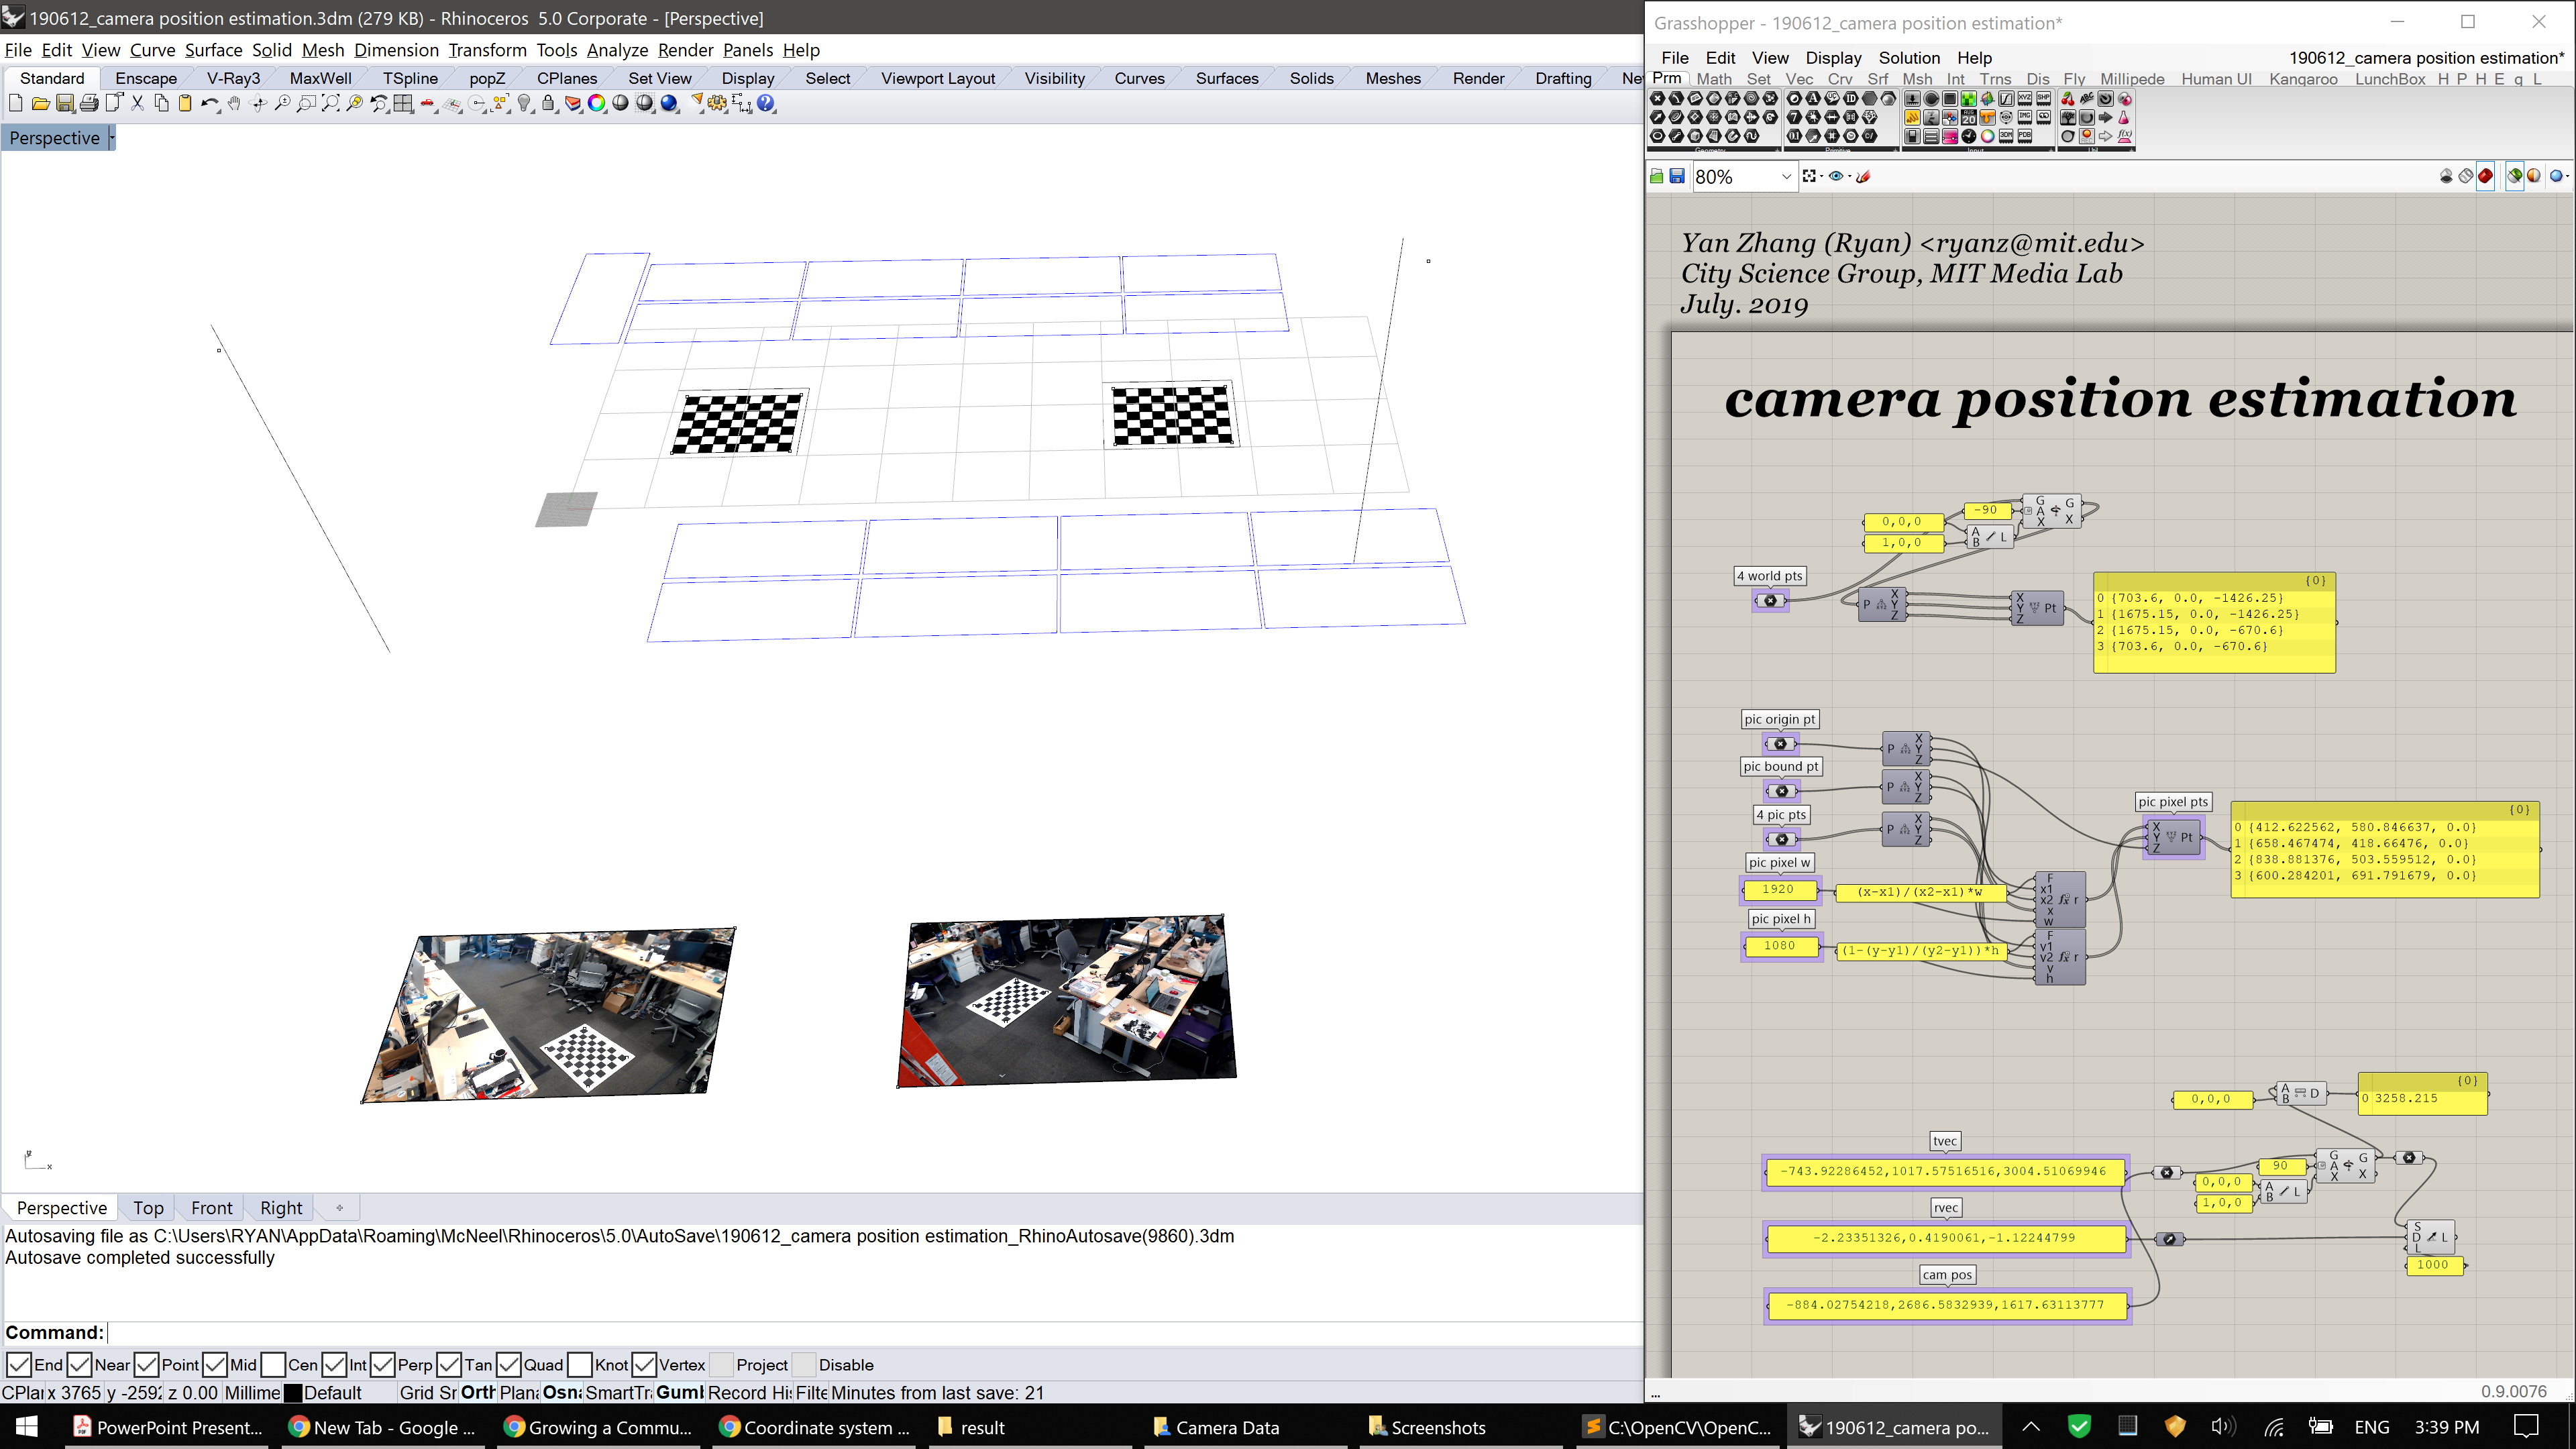 190612_camera position estimation.3dm (279 KB) - Rhinoceros 5.0 Corporate - [Perspective]
File Edit View Curve Surface Solid Mesh Dimension Transform Tools Analyze Render Panels Help
Standard Enscape V-Ray3 MaxWell TSpline popZ CPlanes Set View Display Select Viewport Layout Visibility Curves Surfaces Solids Meshes Render Drafting Ne
Perspective
x
Perspective Top Front Right
Autosaving file as C:\Users\RYAN\AppData\Roaming\McNeel\Rhinoceros\5.0\AutoSave\190612_camera position estimation_RhinoAutosave(9860).3dm
Autosave completed successfully
Command:
End Near Point Mid Cen Int Perp Tan Quad Knot Vertex Project Disable
CPla x 3765 y -2592 z 0.00 Millime Default Grid Sr Orth Plana Osna SmartTr Gumb Record His Filte Minutes from last save: 21
Grasshopper - 190612_camera position estimation*
File Edit View Display Solution Help
190612_camera position estimation*
Prm Math Set Vec Crv Srf Msh Int Trns Dis Fly Millipede Human UI Kangaroo LunchBox H P H E q L
Geometry Primitive Input Util
80%
Yan Zhang (Ryan) <ryanz@mit.edu>
City Science Group, MIT Media Lab
July. 2019
camera position estimation
0,0,0
1,0,0
-90
A B L
G A X G X
4 world pts
P X Y Z
X Y Z Pt
{0}
0 {703.6, 0.0, -1426.25}
1 {1675.15, 0.0, -1426.25}
2 {1675.15, 0.0, -670.6}
3 {703.6, 0.0, -670.6}
pic origin pt
P X Y Z
pic bound pt
P X Y Z
4 pic pts
P X Y Z
pic pixel w
1920
(x-x1)/(x2-x1)*w
F x1 x2 x w r
pic pixel h
1080
(1-(y-y1)/(y2-y1))*h
F y1 y2 y h r
pic pixel pts
X Y Z Pt
{0}
0 {412.622562, 580.846637, 0.0}
1 {658.467474, 418.66476, 0.0}
2 {838.881376, 503.559512, 0.0}
3 {600.284201, 691.791679, 0.0}
0,0,0
A B D
{0}
0 3258.215
tvec
-743.92286452,1017.57516516,3004.51069946
90
0,0,0
1,0,0
A B L
G A X G X
rvec
-2.23351326,0.4190061,-1.12244799
S D L L
1000
cam pos
-884.02754218,2686.5832939,1617.63113777
...
0.9.0076
PowerPoint Present...
New Tab - Google ...
Growing a Commu...
Coordinate system ...
result
Camera Data
Screenshots
C:\OpenCV\OpenC...
190612_camera po...
ENG
3:39 PM